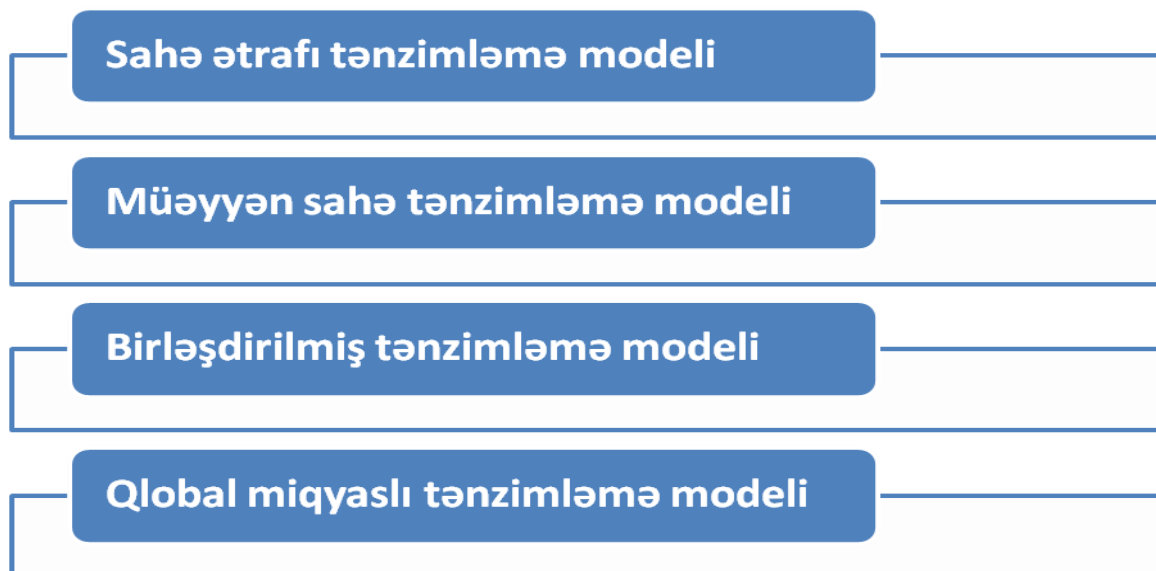 Sahə ətrafı tənzimləmə modeli
Müəyyən sahə tənzimləmə modeli
Birləşdirilmiş tənzimləmə modeli
Qlobal miqyaslı tənzimləmə modeli